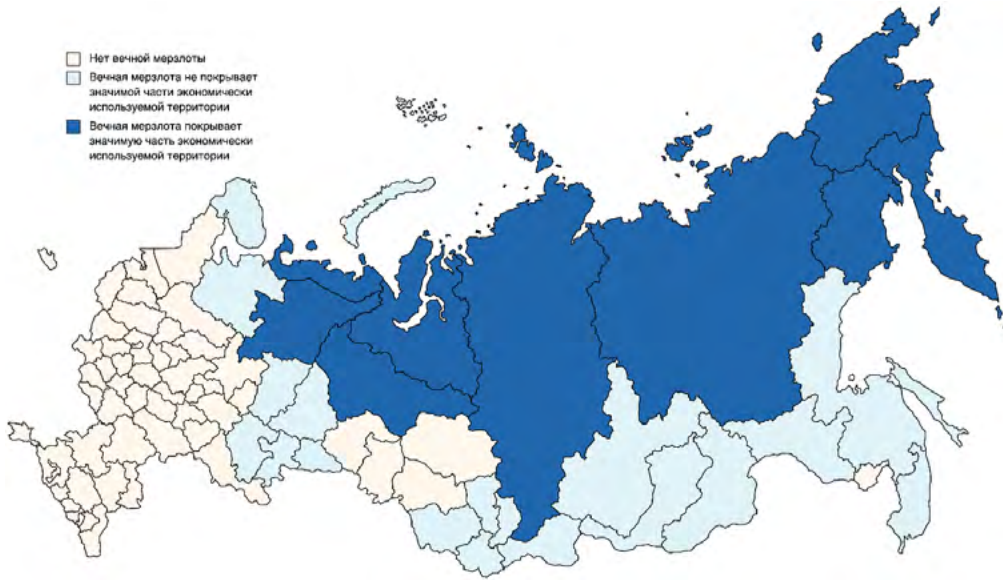 Нет вечной мерзлоты
Вечная мерзлота не покрывает
значимой части экономически
используемой территории
Вечная мерзлота покрывает
значимую часть экономически
используемой территории